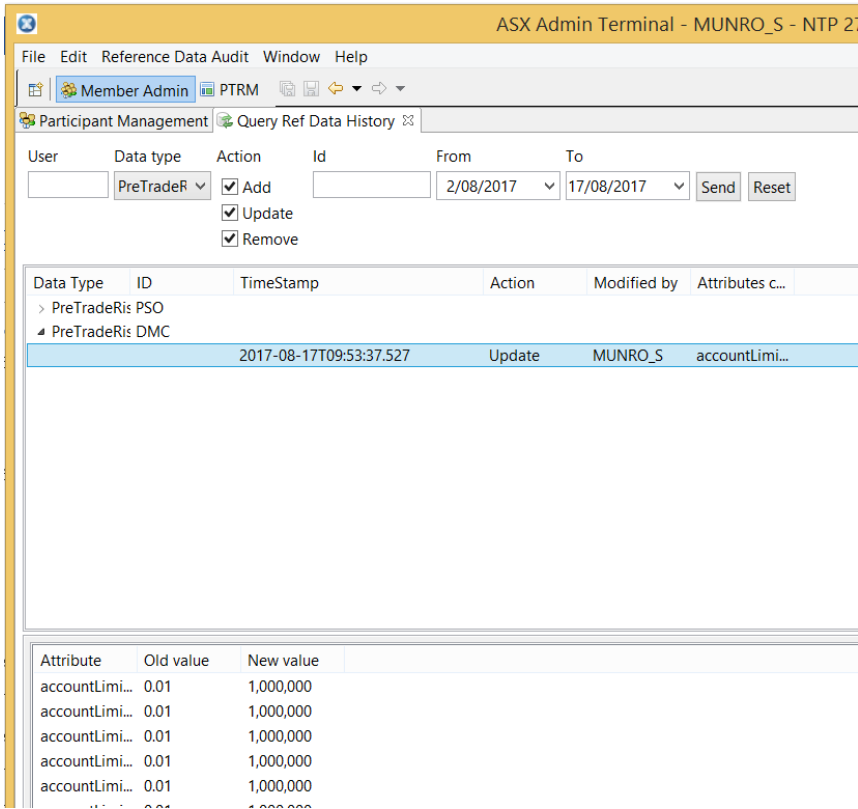 ASX Admin Terminal - MUNRO_S - NTP 27
File Edit Reference Data Audit Window Help
Member Admin PTRM
Participant Management Query Ref Data History
User Data type Action Id From To
PreTradeR Add 2/08/2017 17/08/2017 Send Reset
Update
Remove
Data Type ID TimeStamp Action Modified by Attributes c...
PreTradeRis PSO
PreTradeRis DMC
2017-08-17T09:53:37.527 Update MUNRO_S accountLimi...
Attribute Old value New value
accountLimi... 0.01 1,000,000
accountLimi... 0.01 1,000,000
accountLimi... 0.01 1,000,000
accountLimi... 0.01 1,000,000
accountLimi... 0.01 1,000,000